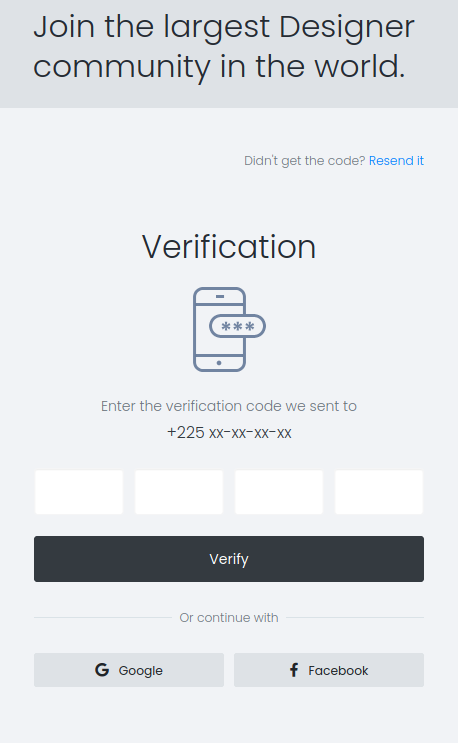 Join the largest Designer
community in the world.
Didn't get the code? Resend it
Verification
***
Enter the verification code we sent to
+225 xx-xx-xx-xx
Verify
Or continue with
G Google
f Facebook